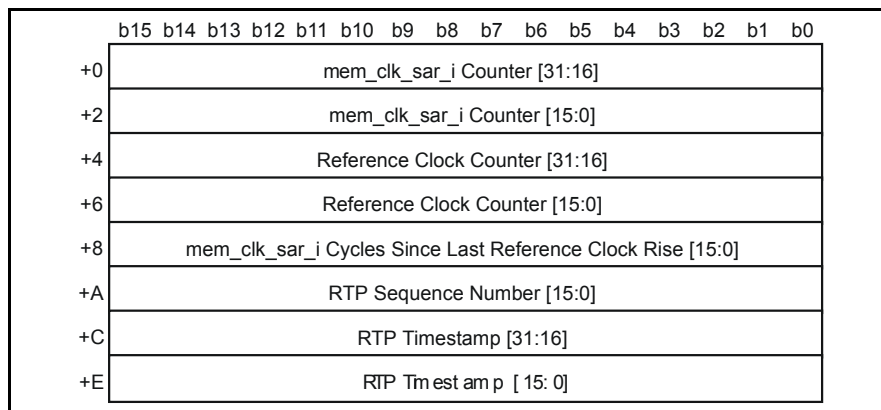 b15 b14 b13 b12 b11 b10 b9 b8 b7 b6 b5 b4 b3 b2 b1 b0
+0 mem_clk_sar_i Counter [31:16]
+2 mem_clk_sar_i Counter [15:0]
+4 Reference Clock Counter [31:16]
+6 Reference Clock Counter [15:0]
+8 mem_clk_sar_i Cycles Since Last Reference Clock Rise [15:0]
+A RTP Sequence Number [15:0]
+C RTP Timestamp [31:16]
+E RTP Tm est am p [ 15: 0]